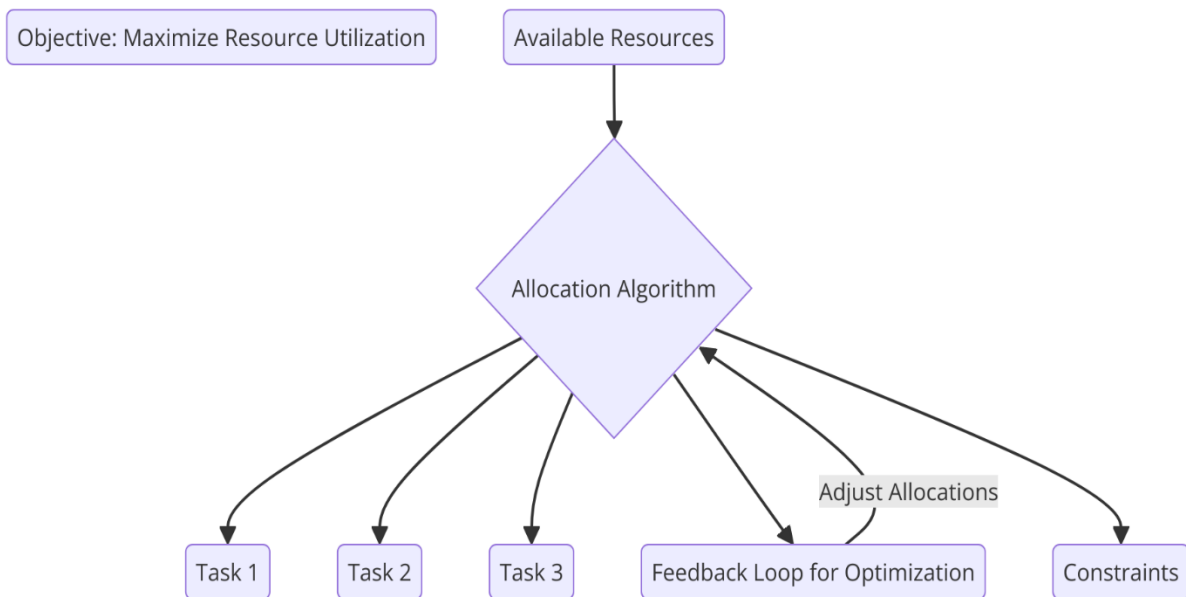 Objective: Maximize Resource Utilization
Available Resources
Allocation Algorithm
Adjust Allocations
Task 1
Task 2
Task 3
Feedback Loop for Optimization
Constraints